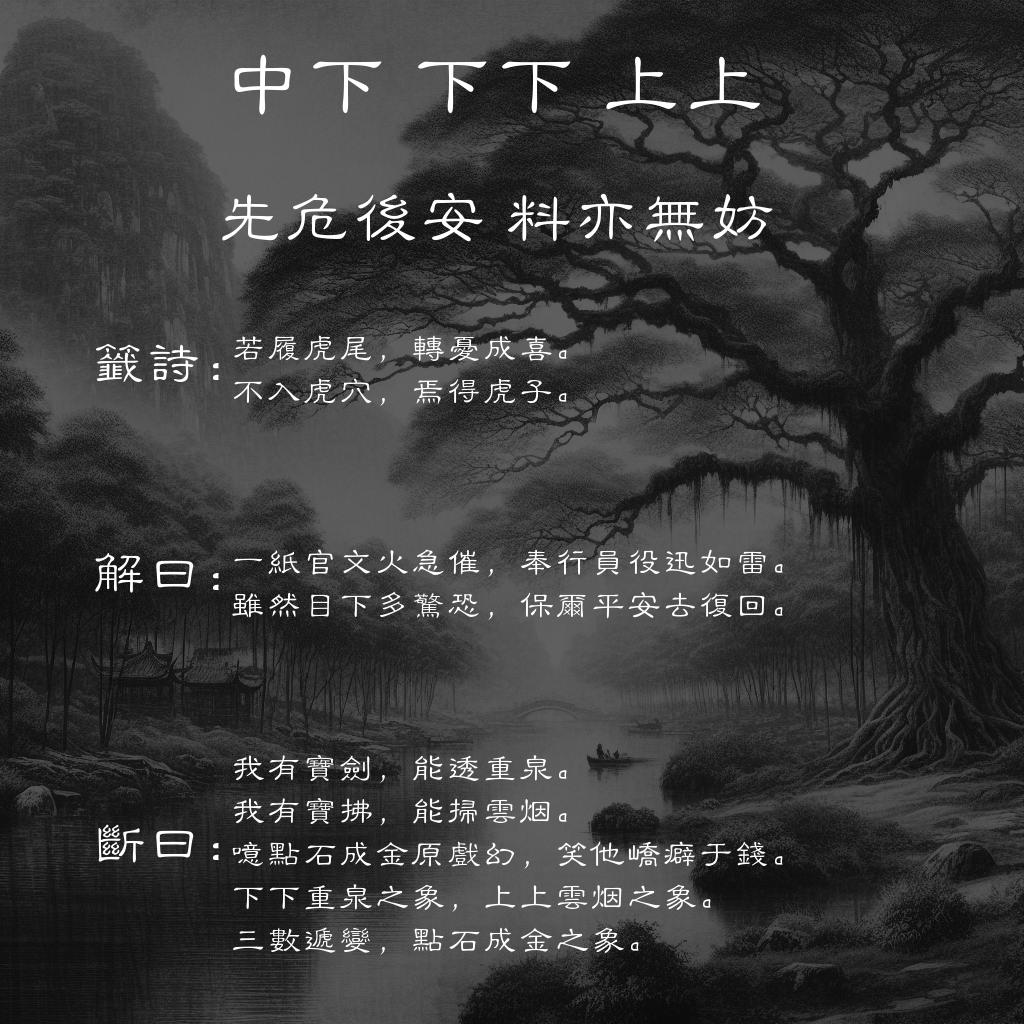 中下 下下 上上
先危後安 料亦無妨
籤詩:
若履虎尾，轉憂成喜。
不入虎穴，焉得虎子。
解曰:
一紙官文火急催，奉行員役迅如雷。
雖然目下多驚恐，保爾平安去復回。
斷曰:
我有寶劍，能透重泉。
我有寶拂，能掃雲烟。
噫點石成金原戲幻，笑他嶠癖于錢。
下下重泉之象，上上雲烟之象。
三數遞變，點石成金之象。